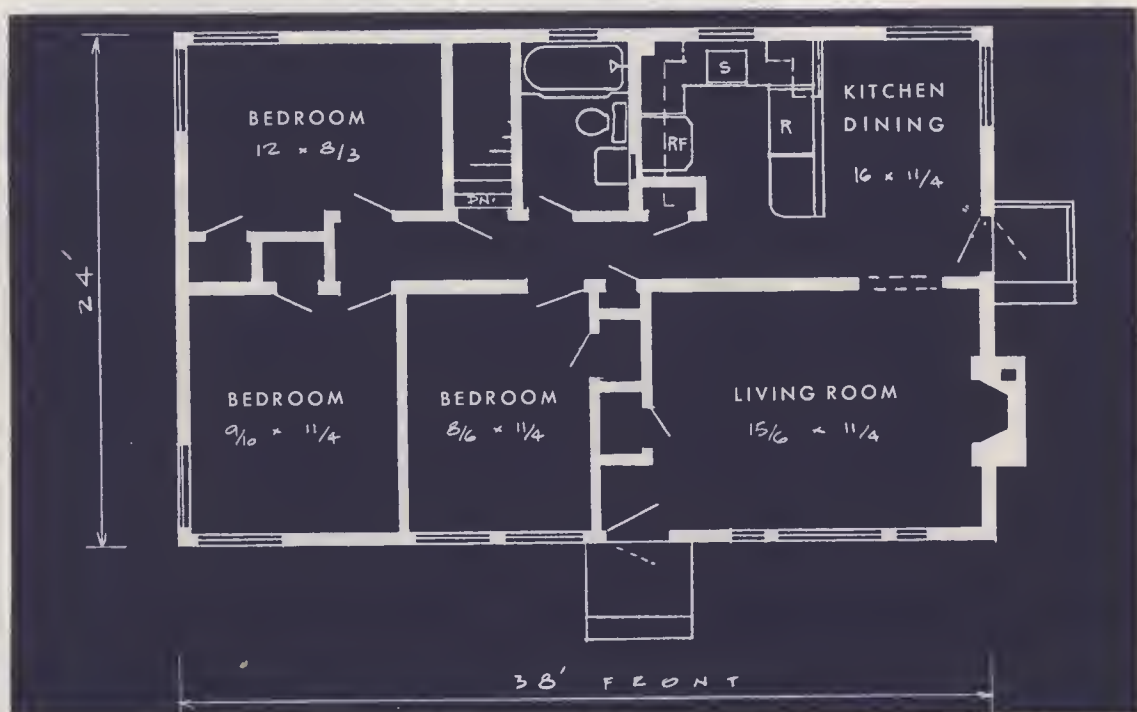 BEDROOM
12 × 8/3
DN.
S
RF
R
KITCHEN
DINING
16 × 11/4
24'
BEDROOM
9/10 × 11/4
BEDROOM
8/6 × 11/4
LIVING ROOM
15/6 × 11/4
38' FRONT